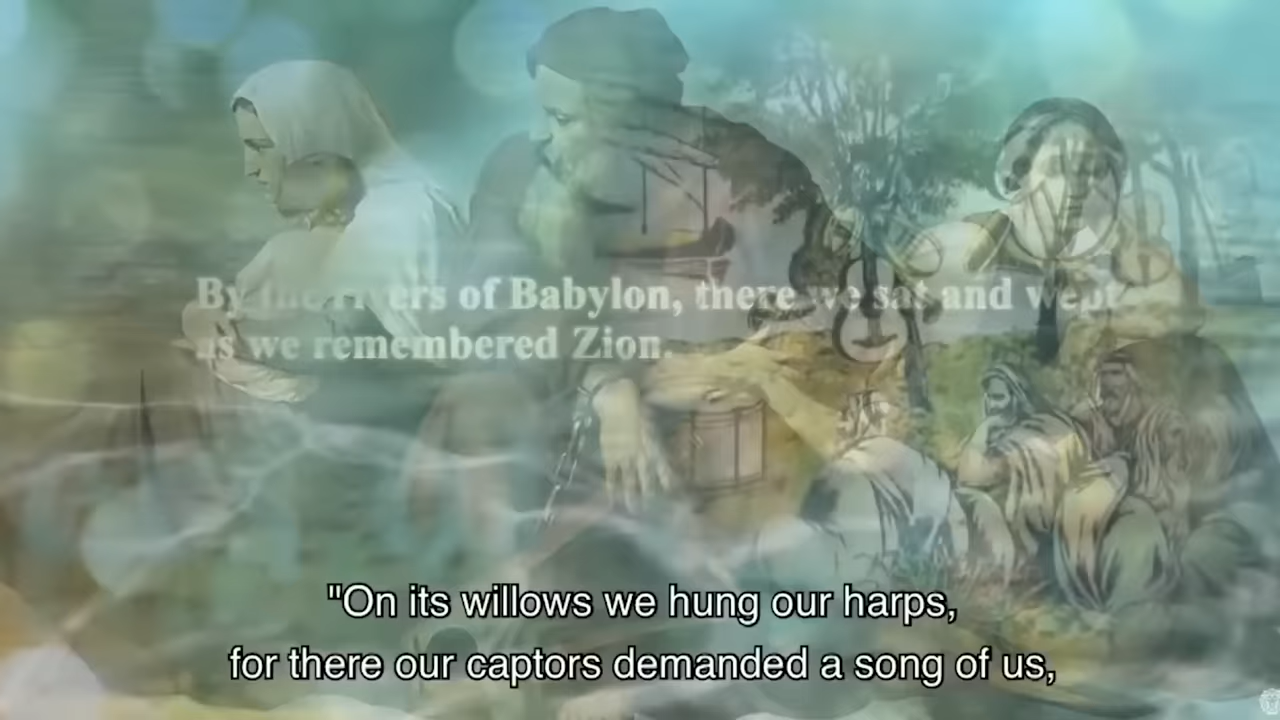 By the rivers of Babylon, there we sat and wept
as we remembered Zion.
"On its willows we hung our harps,
for there our captors demanded a song of us,